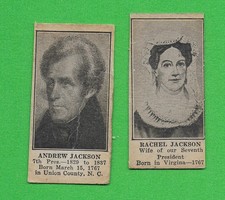 ANDREW JACKSON
7th Pres.—1829 to 1837
Born March 15, 1767
in Union County, N. C.
RACHEL JACKSON
Wife of our Seventh
President
Born in Virgina—1767